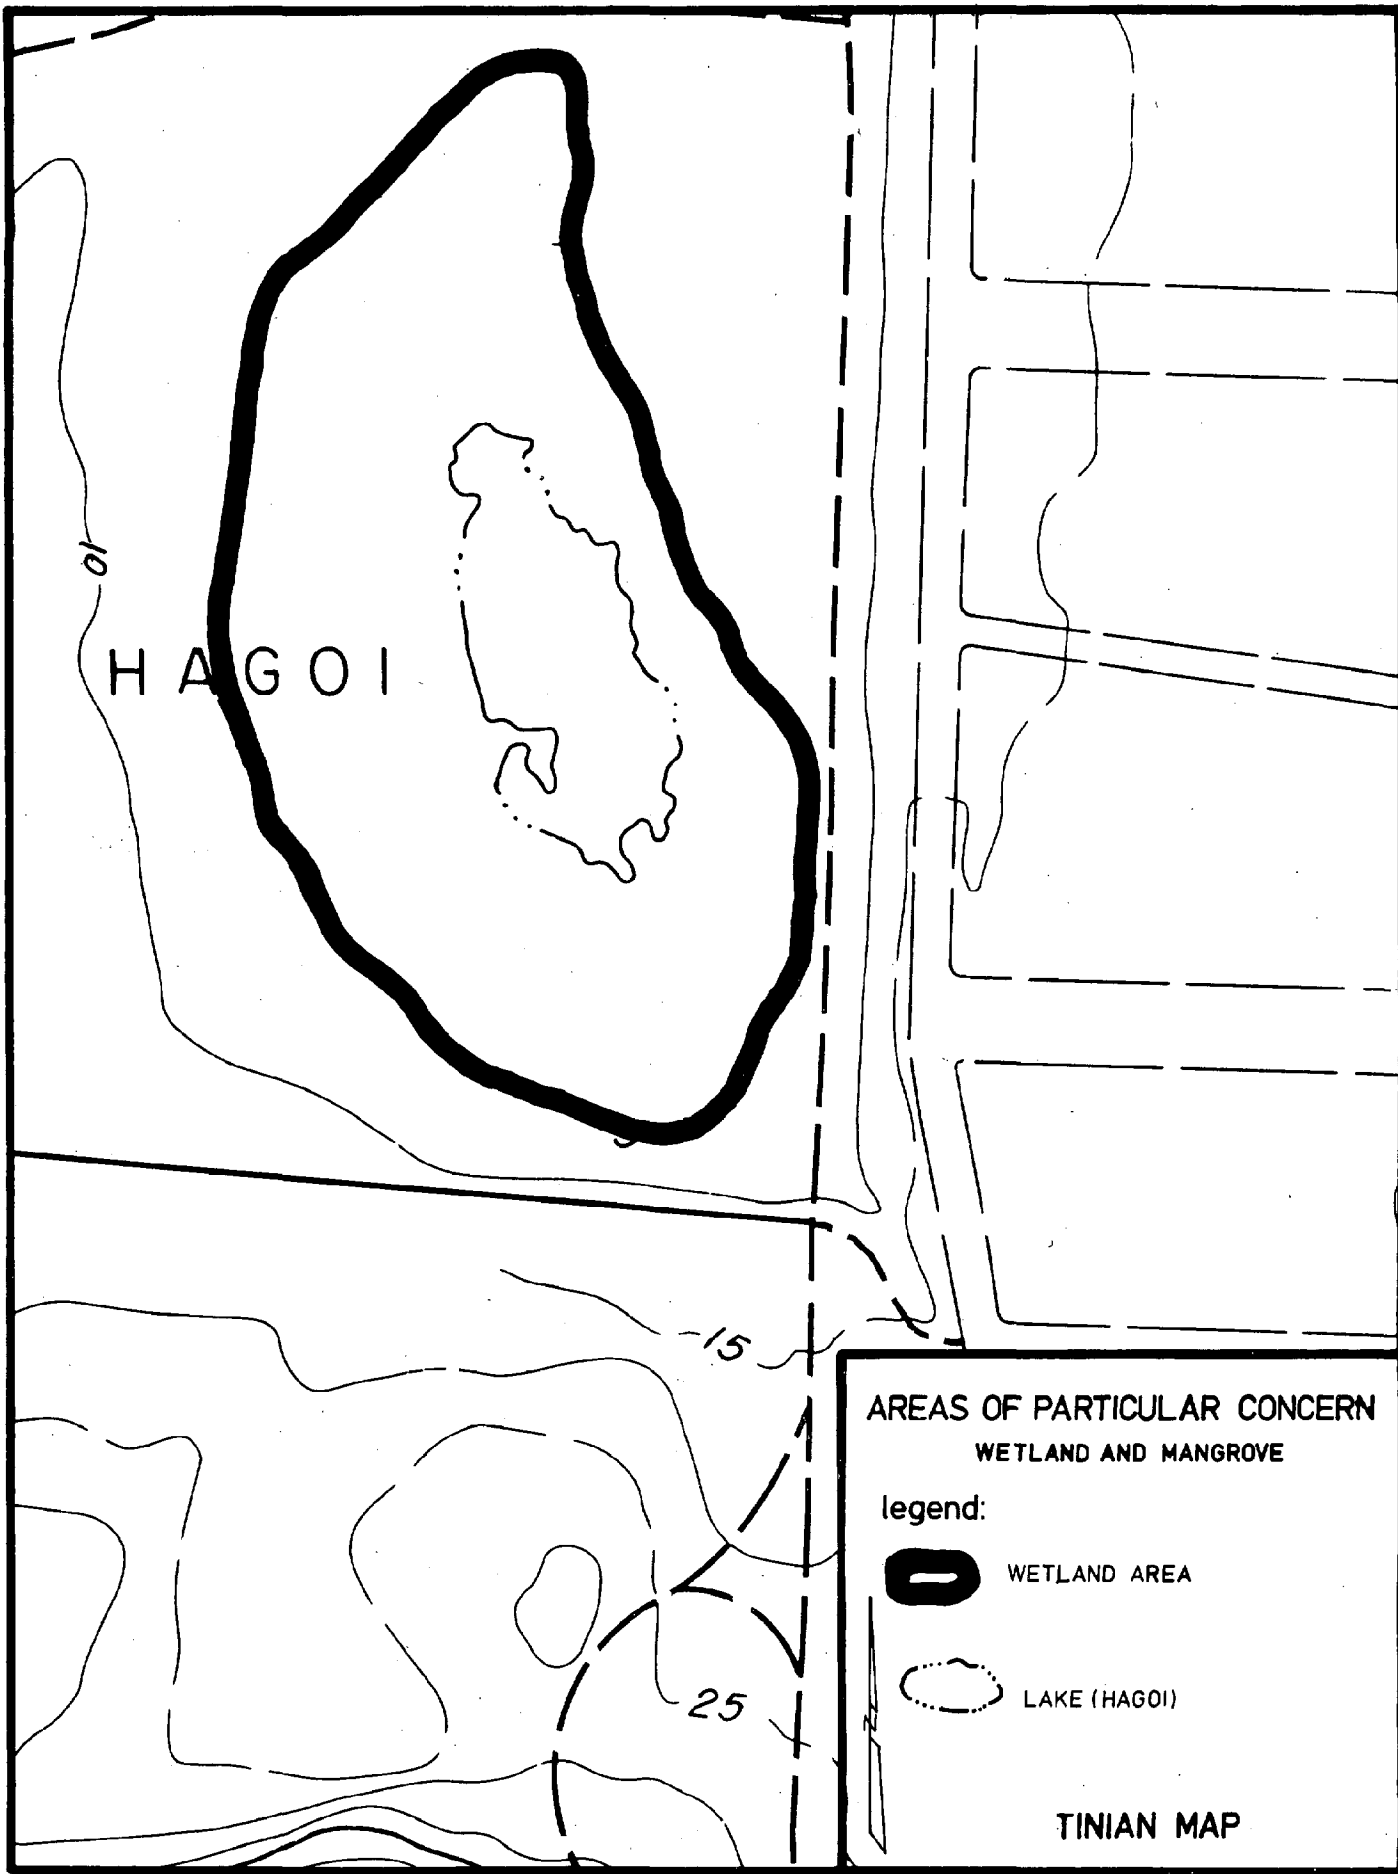 10
HAGOI
15
25
AREAS OF PARTICULAR CONCERN
WETLAND AND MANGROVE
legend:
WETLAND AREA
LAKE (HAGOI)
N
TINIAN MAP